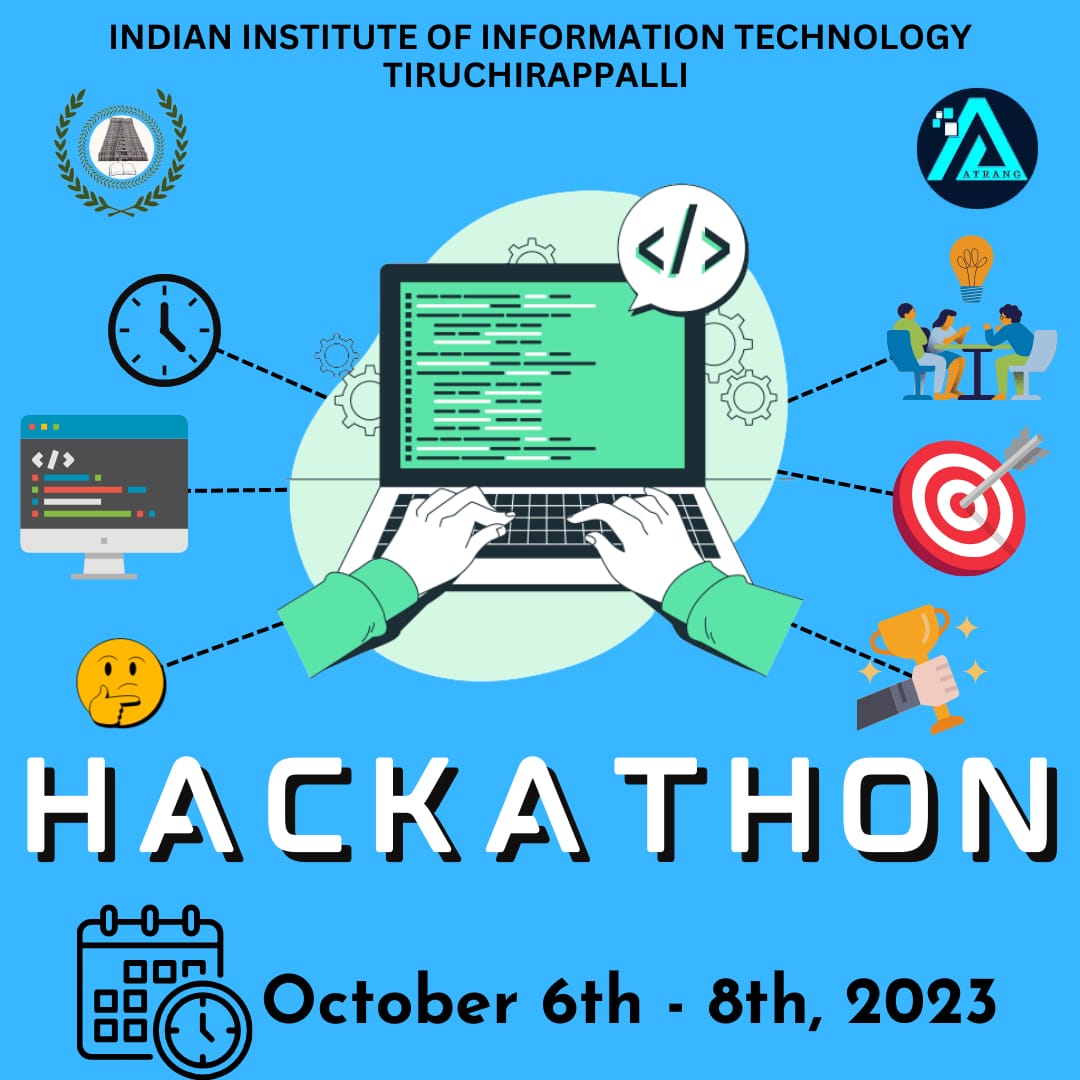 INDIAN INSTITUTE OF INFORMATION TECHNOLOGY
TIRUCHIRAPPALLI
ATRANG
</>
</>
HACKATHON
October 6th - 8th, 2023